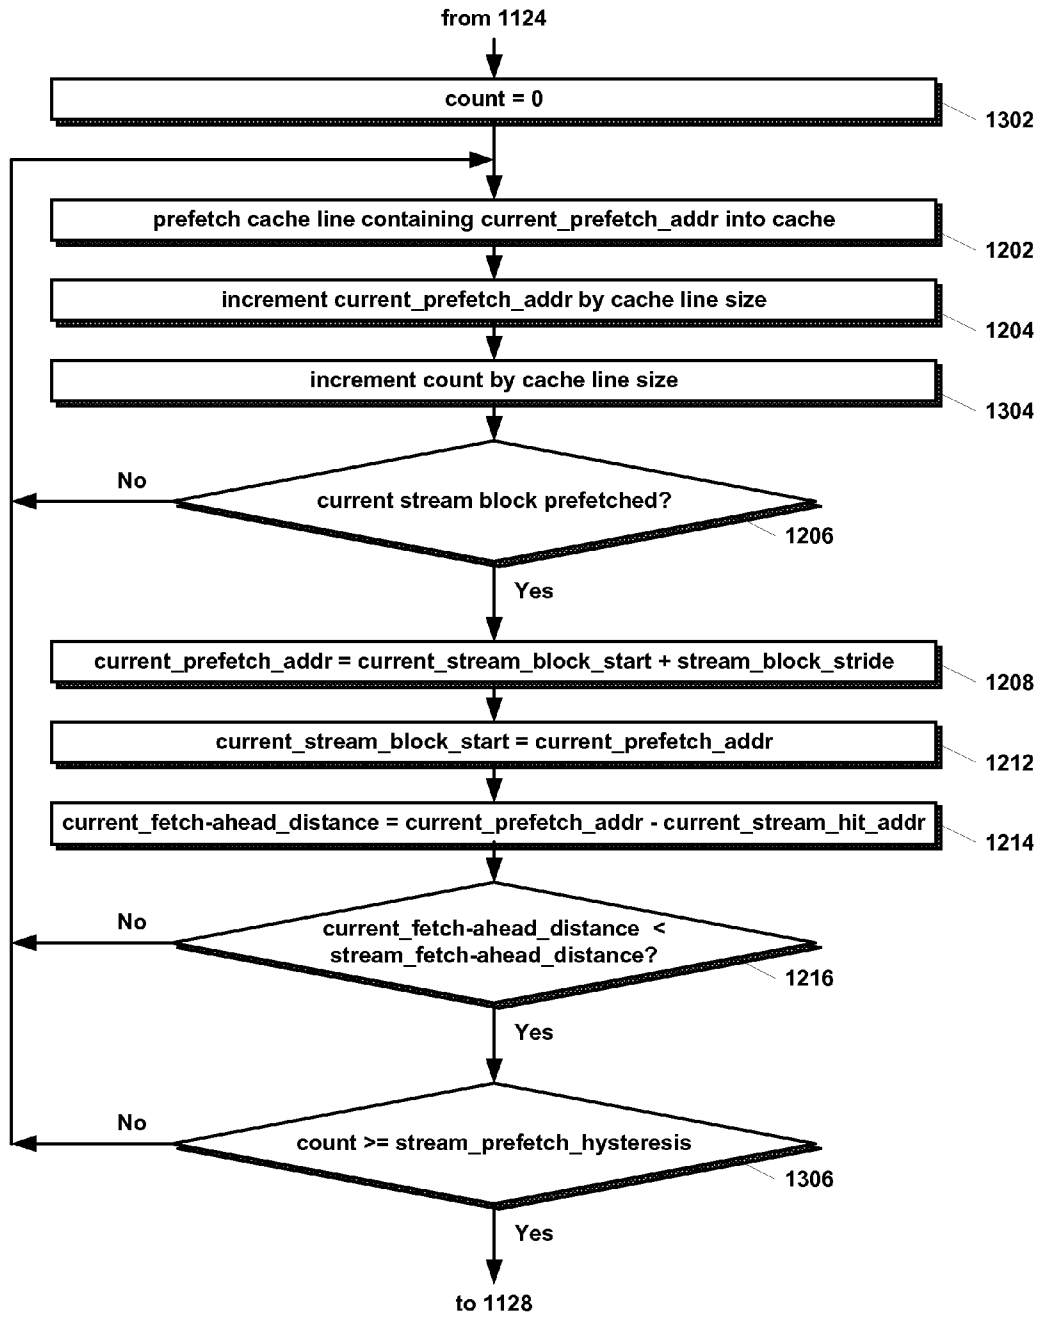 from 1124
count = 0
1302
prefetch cache line containing current_prefetch_addr into cache
1202
increment current_prefetch_addr by cache line size
1204
increment count by cache line size
1304
No
current stream block prefetched?
1206
Yes
current_prefetch_addr = current_stream_block_start + stream_block_stride
1208
current_stream_block_start = current_prefetch_addr
1212
current_fetch-ahead_distance = current_prefetch_addr - current_stream_hit_addr
1214
No
current_fetch-ahead_distance <
stream_fetch-ahead_distance?
1216
Yes
No
count >= stream_prefetch_hysteresis
1306
Yes
to 1128